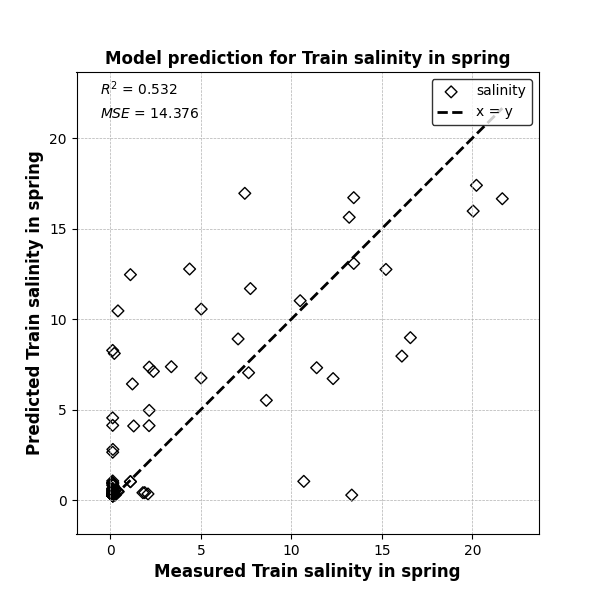 Model prediction for Train salinity in spring
R² = 0.532
MSE = 14.376
salinity
x = y
20
15
10
5
0
Predicted Train salinity in spring
0 5 10 15 20
Measured Train salinity in spring